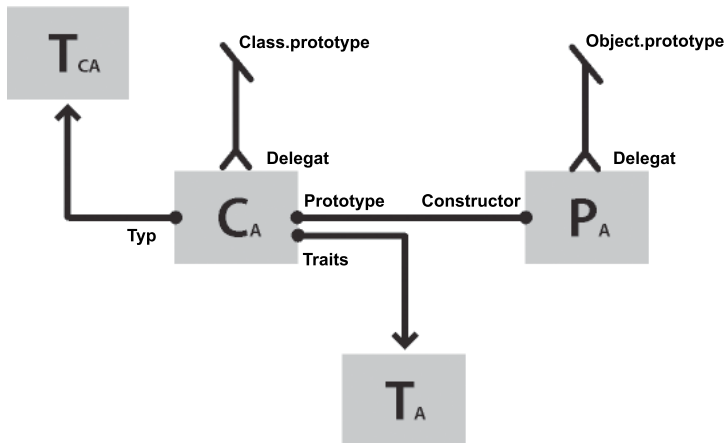 Class.prototype
Object.prototype
TCA
Delegat
Delegat
Prototype
Constructor
CA
PA
Typ
Traits
TA